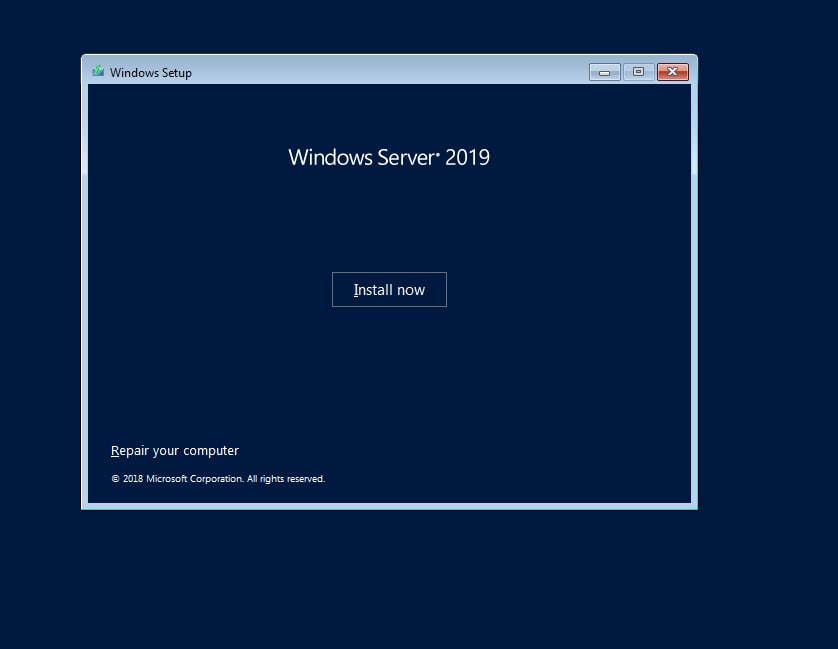 Windows Setup
Windows Server® 2019
Install now
Repair your computer
© 2018 Microsoft Corporation. All rights reserved.